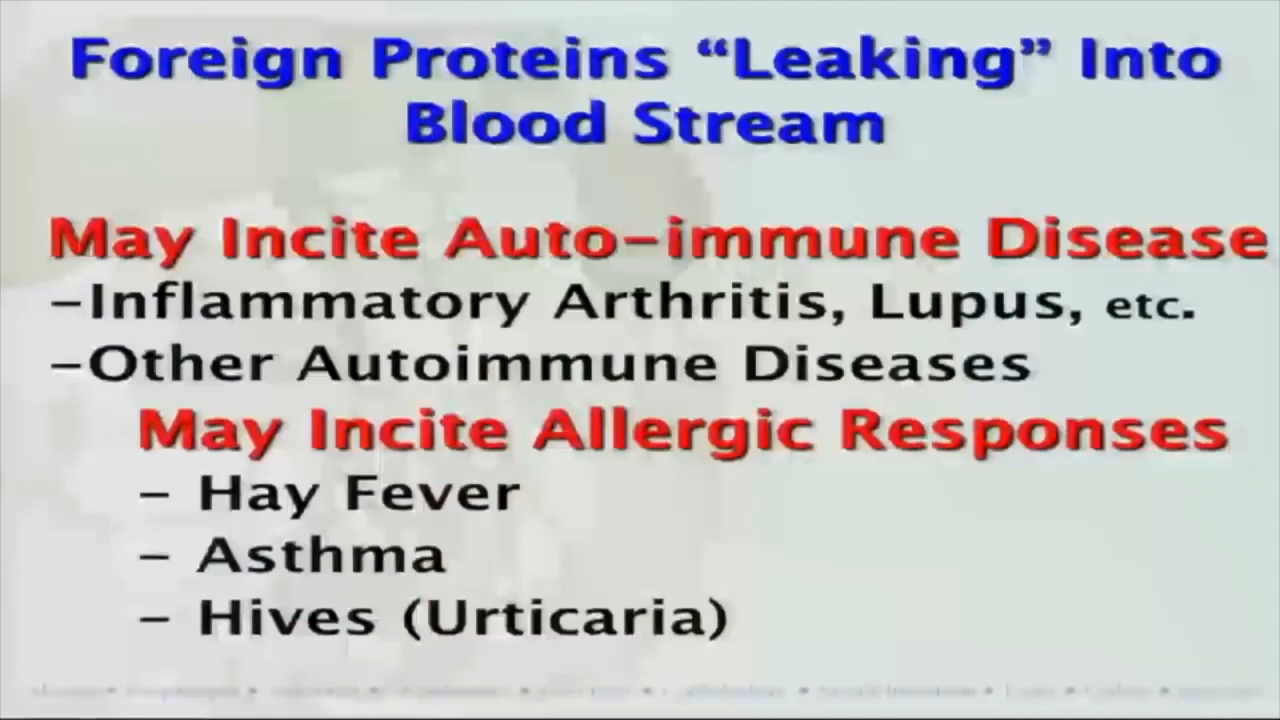 Foreign Proteins “Leaking” Into
Blood Stream
May Incite Auto-immune Disease
-Inflammatory Arthritis, Lupus, etc.
-Other Autoimmune Diseases
May Incite Allergic Responses
- Hay Fever
- Asthma
- Hives (Urticaria)